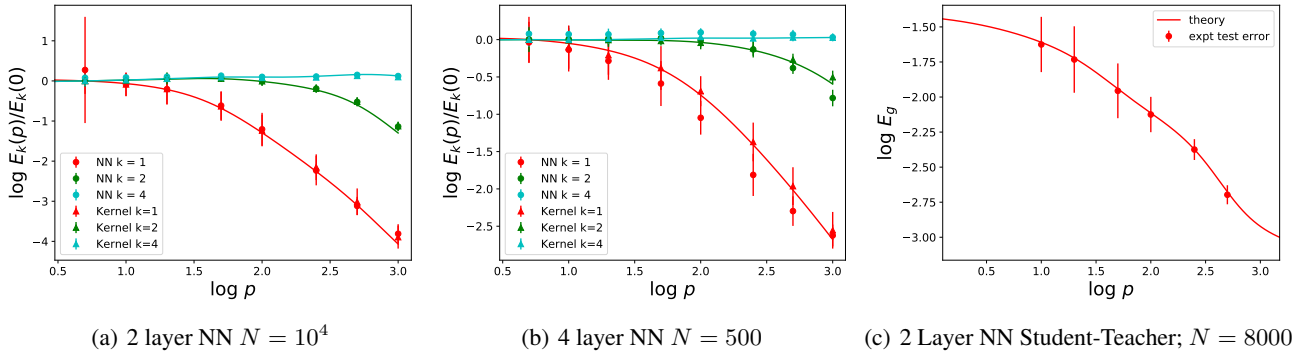 log E_k(p)/E_k(0)
1
0
−1
−2
−3
−4
NN k = 1
NN k = 2
NN k = 4
Kernel k=1
Kernel k=2
Kernel k=4
0.5 1.0 1.5 2.0 2.5 3.0
log p
(a) 2 layer NN N = 10^4
log E_k(p)/E_k(0)
0.0
−0.5
−1.0
−1.5
−2.0
−2.5
NN k = 1
NN k = 2
NN k = 4
Kernel k=1
Kernel k=2
Kernel k=4
0.5 1.0 1.5 2.0 2.5 3.0
log p
(b) 4 layer NN N = 500
log E_g
−1.50
−1.75
−2.00
−2.25
−2.50
−2.75
−3.00
theory
expt test error
0.5 1.0 1.5 2.0 2.5 3.0
log p
(c) 2 Layer NN Student-Teacher; N = 8000